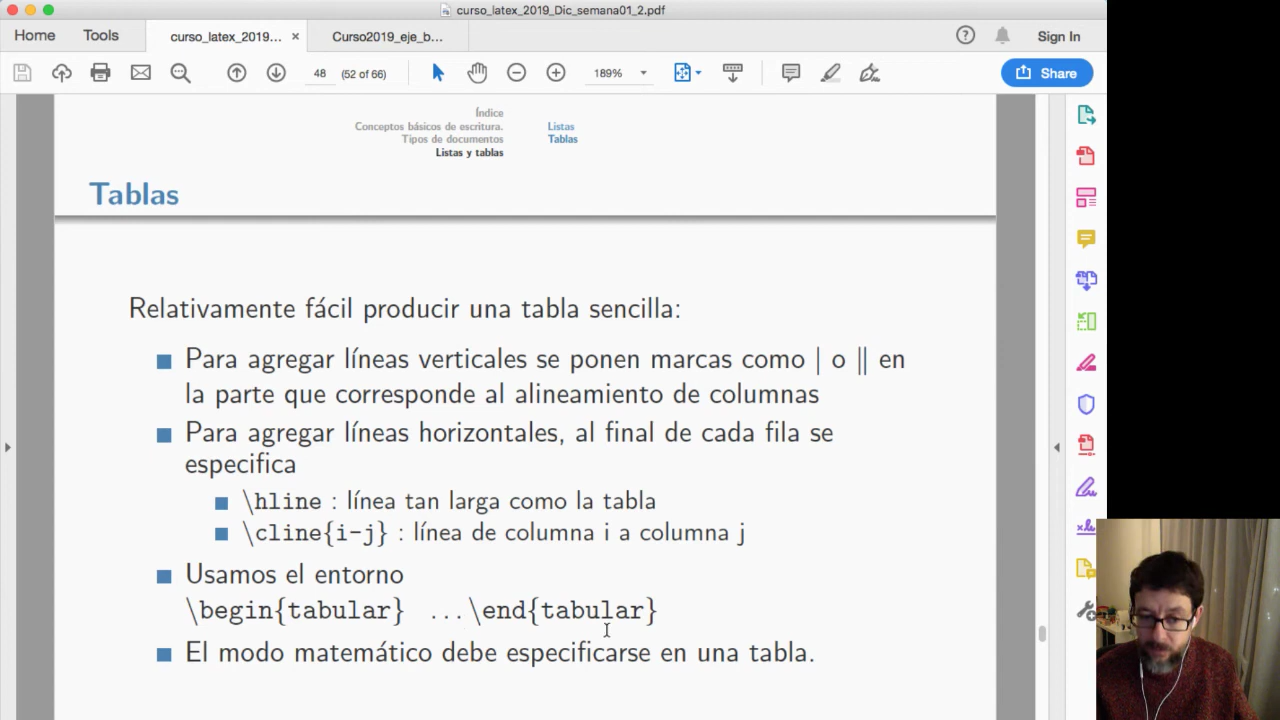 curso_latex_2019_Dic_semana01_2.pdf
Home Tools curso_latex_2019... × Curso2019_eje_b... Sign In
48 (52 of 66) 189% Share
Índice
Conceptos básicos de escritura. Listas
Tipos de documentos Tablas
Listas y tablas
Tablas
Relativamente fácil producir una tabla sencilla:
Para agregar líneas verticales se ponen marcas como | o || en
la parte que corresponde al alineamiento de columnas
Para agregar líneas horizontales, al final de cada fila se
especifica
\hline : línea tan larga como la tabla
\cline{i-j} : línea de columna i a columna j
Usamos el entorno
\begin{tabular} ...\end{tabular}
El modo matemático debe especificarse en una tabla.